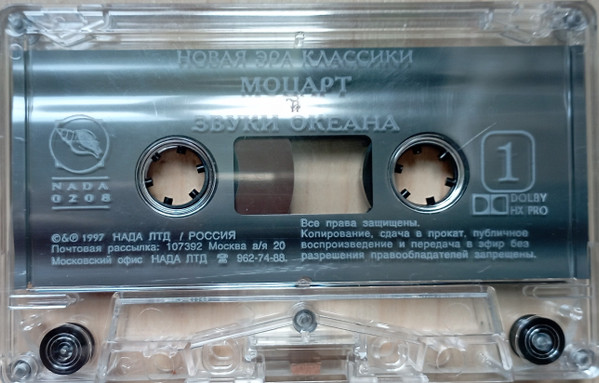 НОВАЯ ЭРА КЛАССИКИ
МОЦАРТ
И
ЗВУКИ ОКЕАНА
NADA
0208
1
DOLBY
HX PRO
©&℗ 1997 НАДА ЛТД / РОССИЯ
Почтовая рассылка: 107392 Москва а/я 20
Московский офис НАДА ЛТД ☎ 962-74-88.
Все права защищены.
Копирование, сдача в прокат, публичное
воспроизведение и передача в эфир без
разрешения правообладателей запрещены.